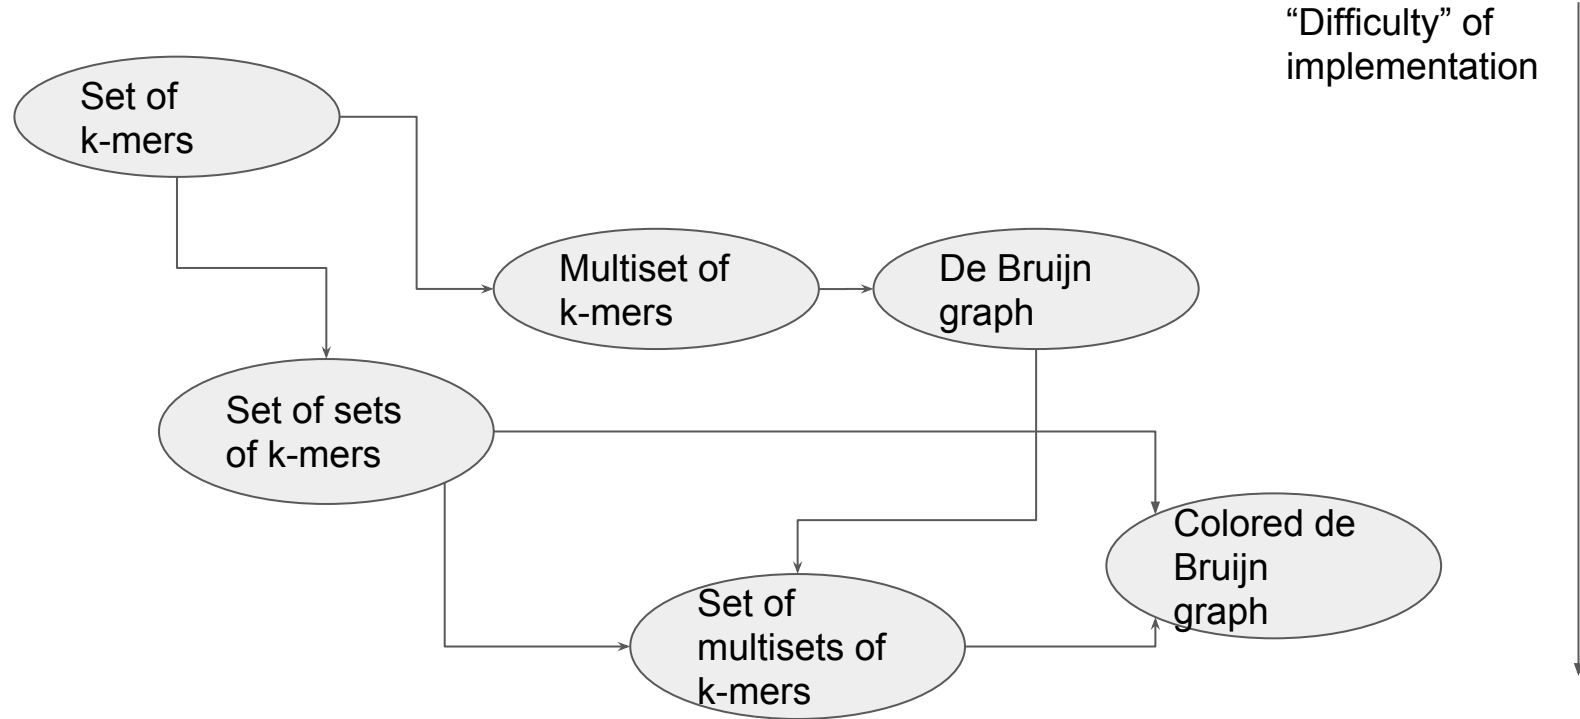 “Difficulty” of
implementation
Set of
k-mers
Multiset of
k-mers
De Bruijn
graph
Set of sets
of k-mers
Colored de
Bruijn
graph
Set of
multisets of
k-mers